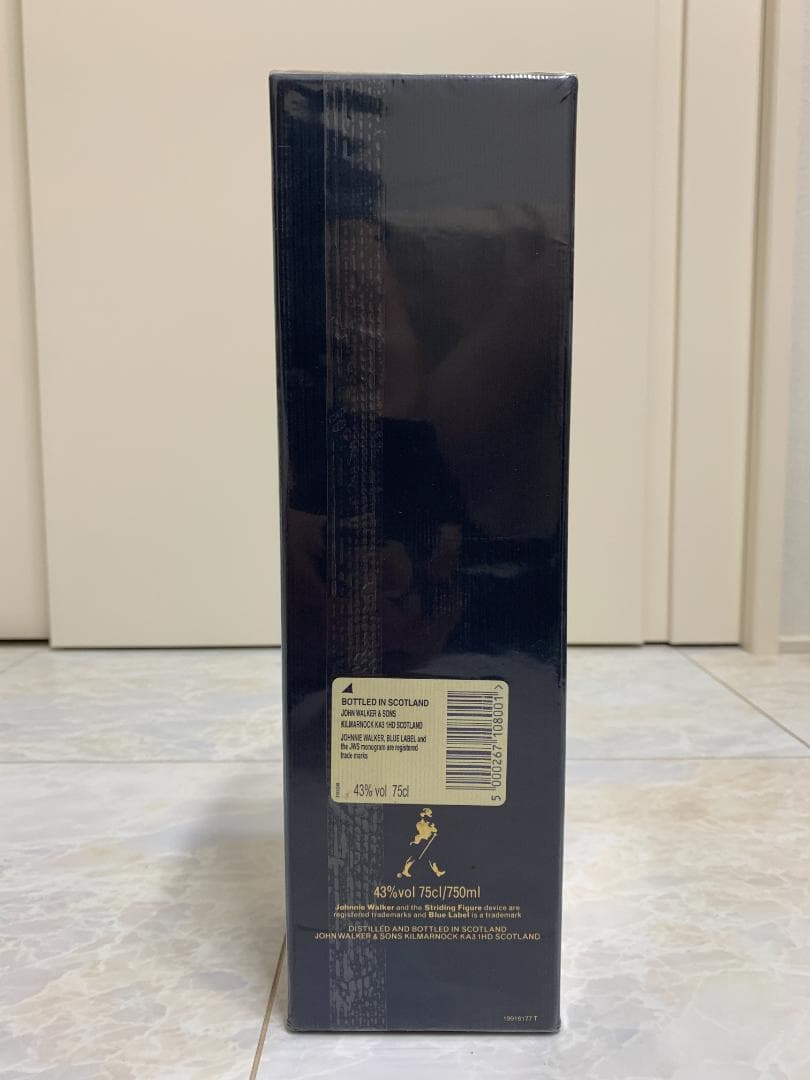 BOTTLED IN SCOTLAND
JOHN WALKER & SONS
KILMARNOCK KA3 1HD SCOTLAND
JOHNNIE WALKER, BLUE LABEL and
the JWS monogram are registered
trade marks
43% vol 75cl
5 000267 108001 >
43%vol 75cl/750ml
Johnnie Walker and the Striding Figure device are
registered trademarks and Blue Label is a trademark
DISTILLED AND BOTTLED IN SCOTLAND
JOHN WALKER & SONS KILMARNOCK KA3 1HD SCOTLAND